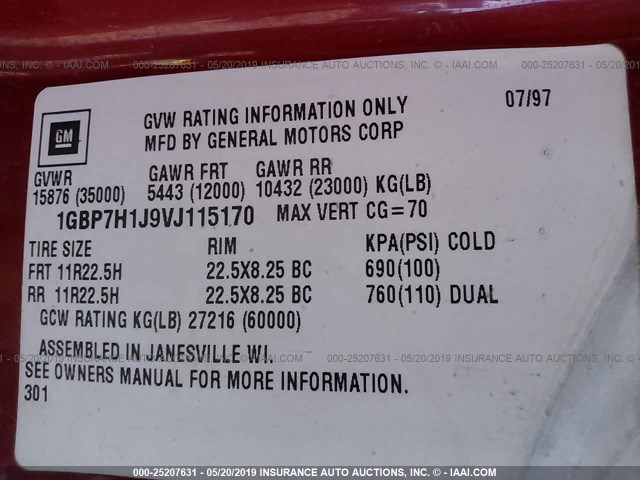 000-25207631 - 05/20/2019 INSURANCE AUTO AUCTIONS, INC. - © IAAI.COM
07/97
GM
GVW RATING INFORMATION ONLY
MFD BY GENERAL MOTORS CORP
GVWR GAWR FRT GAWR RR
15876 (35000) 5443 (12000) 10432 (23000) KG(LB)
1GBP7H1J9VJ115170 MAX VERT CG=70
TIRE SIZE RIM KPA(PSI) COLD
FRT 11R22.5H 22.5X8.25 BC 690(100)
RR 11R22.5H 22.5X8.25 BC 760(110) DUAL
GCW RATING KG(LB) 27216 (60000)
ASSEMBLED IN JANESVILLE WI.
000-25207631 - 05/20/2019 INSURANCE AUTO AUCTIONS, INC. - © IAAI.COM
SEE OWNERS MANUAL FOR MORE INFORMATION.
301
000-25207631 - 05/20/2019 INSURANCE AUTO AUCTIONS, INC. - © IAAI.COM